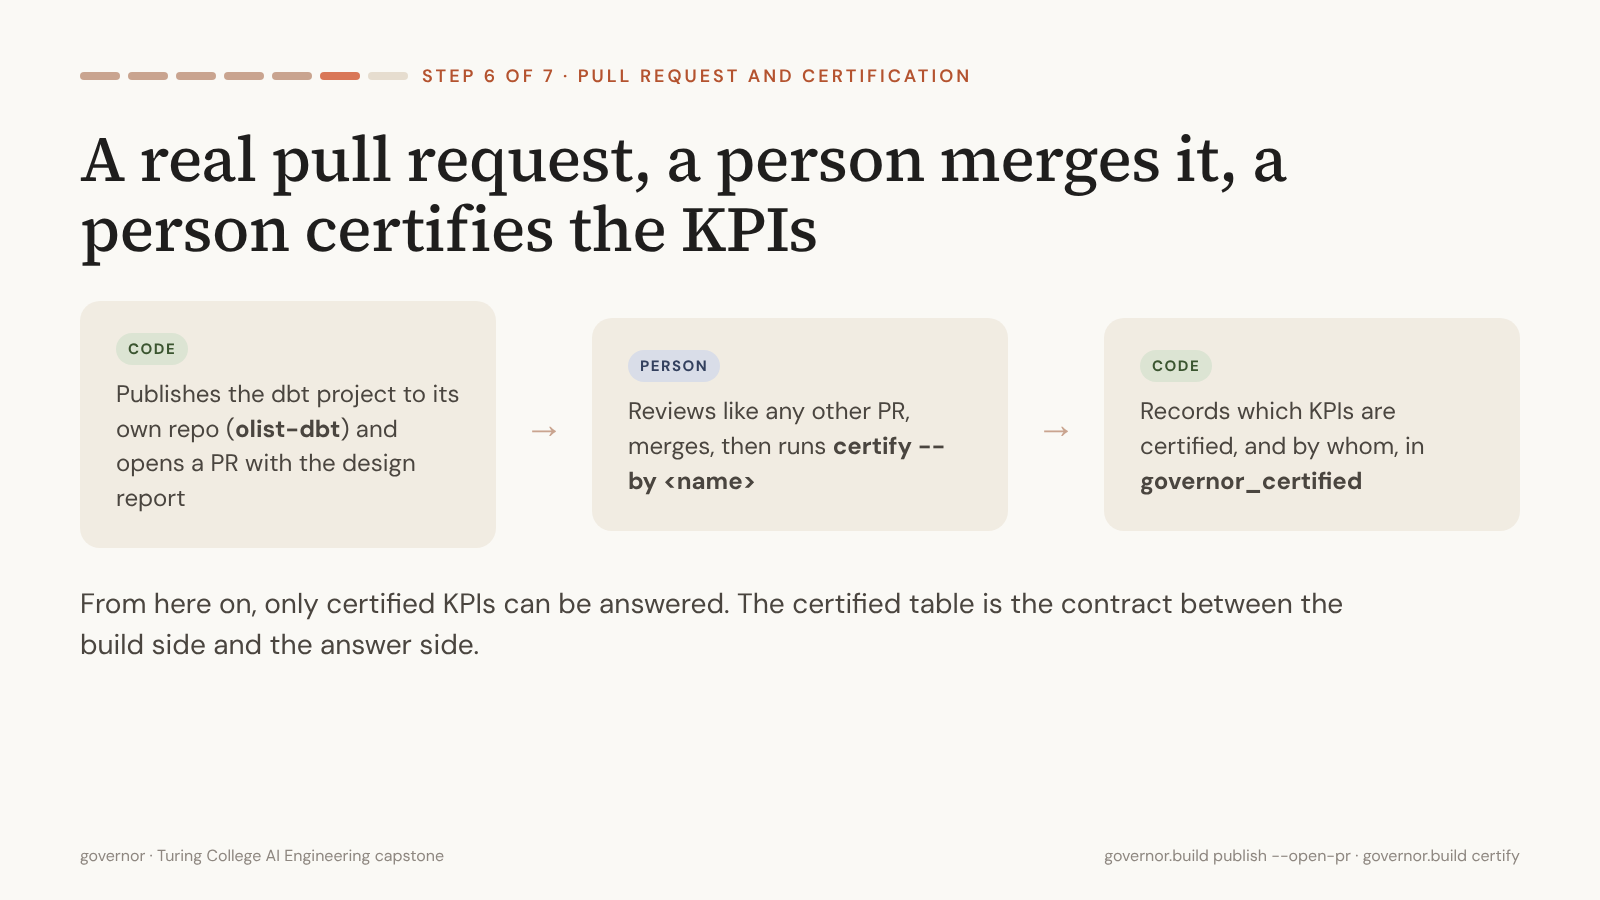 STEP 6 OF 7 · PULL REQUEST AND CERTIFICATION
A real pull request, a person merges it, a
person certifies the KPIs
CODE
Publishes the dbt project to its
own repo (olist-dbt) and
opens a PR with the design
report
→
PERSON
Reviews like any other PR,
merges, then runs certify --
by <name>
→
CODE
Records which KPIs are
certified, and by whom, in
governor_certified
From here on, only certified KPIs can be answered. The certified table is the contract between the
build side and the answer side.
governor · Turing College AI Engineering capstone
governor.build publish --open-pr · governor.build certify